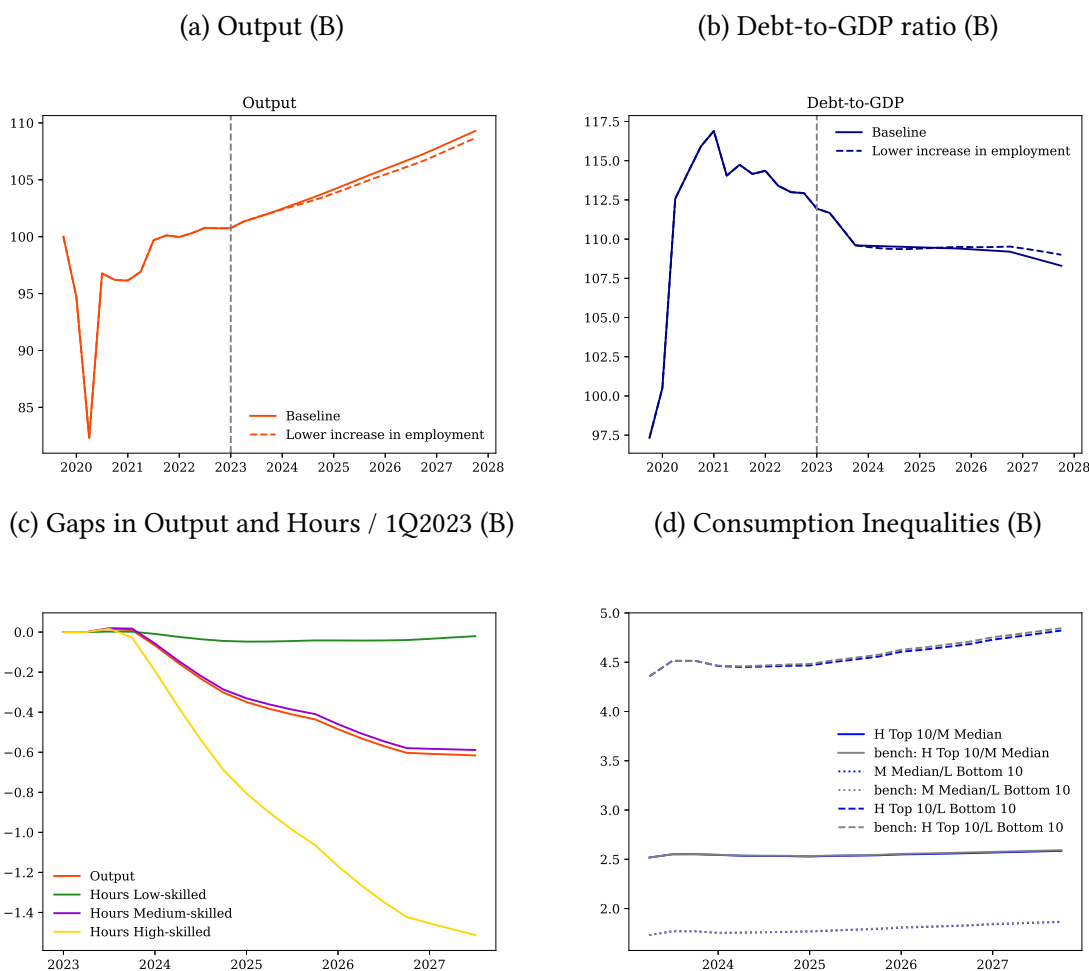 (a) Output (B)
(b) Debt-to-GDP ratio (B)
Output
110
105
100
95
90
85
2020 2021 2022 2023 2024 2025 2026 2027 2028
Baseline
Lower increase in employment
Debt-to-GDP
117.5
115.0
112.5
110.0
107.5
105.0
102.5
100.0
97.5
2020 2021 2022 2023 2024 2025 2026 2027 2028
Baseline
Lower increase in employment
(c) Gaps in Output and Hours / 1Q2023 (B)
(d) Consumption Inequalities (B)
0.0
−0.2
−0.4
−0.6
−0.8
−1.0
−1.2
−1.4
2023 2024 2025 2026 2027
Output
Hours Low-skilled
Hours Medium-skilled
Hours High-skilled
5.0
4.5
4.0
3.5
3.0
2.5
2.0
2024 2025 2026 2027
H Top 10/M Median
bench: H Top 10/M Median
M Median/L Bottom 10
bench: M Median/L Bottom 10
H Top 10/L Bottom 10
bench: H Top 10/L Bottom 10